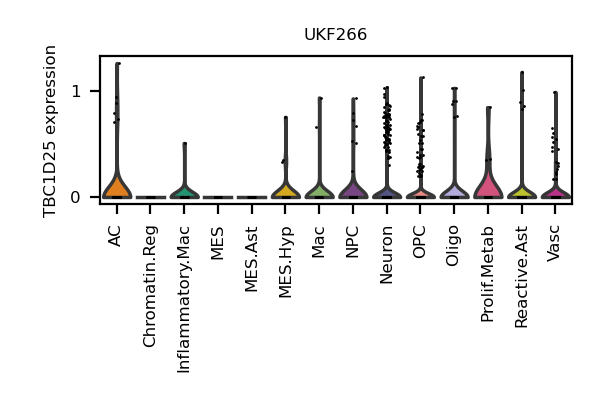 UKF266
TBC1D25 expression
1
0
AC
Chromatin.Reg
Inflammatory.Mac
MES
MES.Ast
MES.Hyp
Mac
NPC
Neuron
OPC
Oligo
Prolif.Metab
Reactive.Ast
Vasc